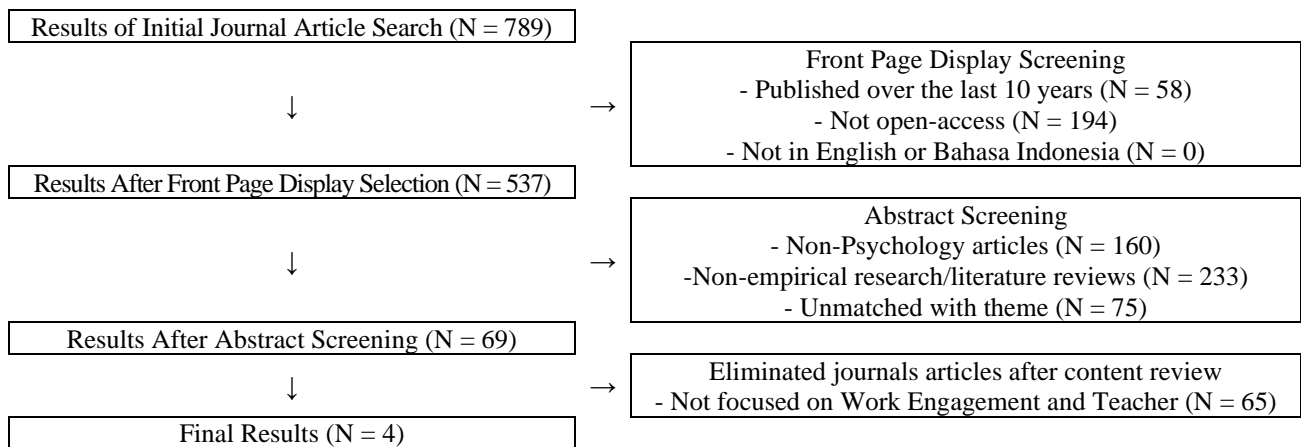 Results of Initial Journal Article Search (N = 789)
↓
→
Front Page Display Screening
- Published over the last 10 years (N = 58)
- Not open-access (N = 194)
- Not in English or Bahasa Indonesia (N = 0)
Results After Front Page Display Selection (N = 537)
↓
→
Abstract Screening
- Non-Psychology articles (N = 160)
-Non-empirical research/literature reviews (N = 233)
- Unmatched with theme (N = 75)
Results After Abstract Screening (N = 69)
↓
→
Eliminated journals articles after content review
- Not focused on Work Engagement and Teacher (N = 65)
Final Results (N = 4)